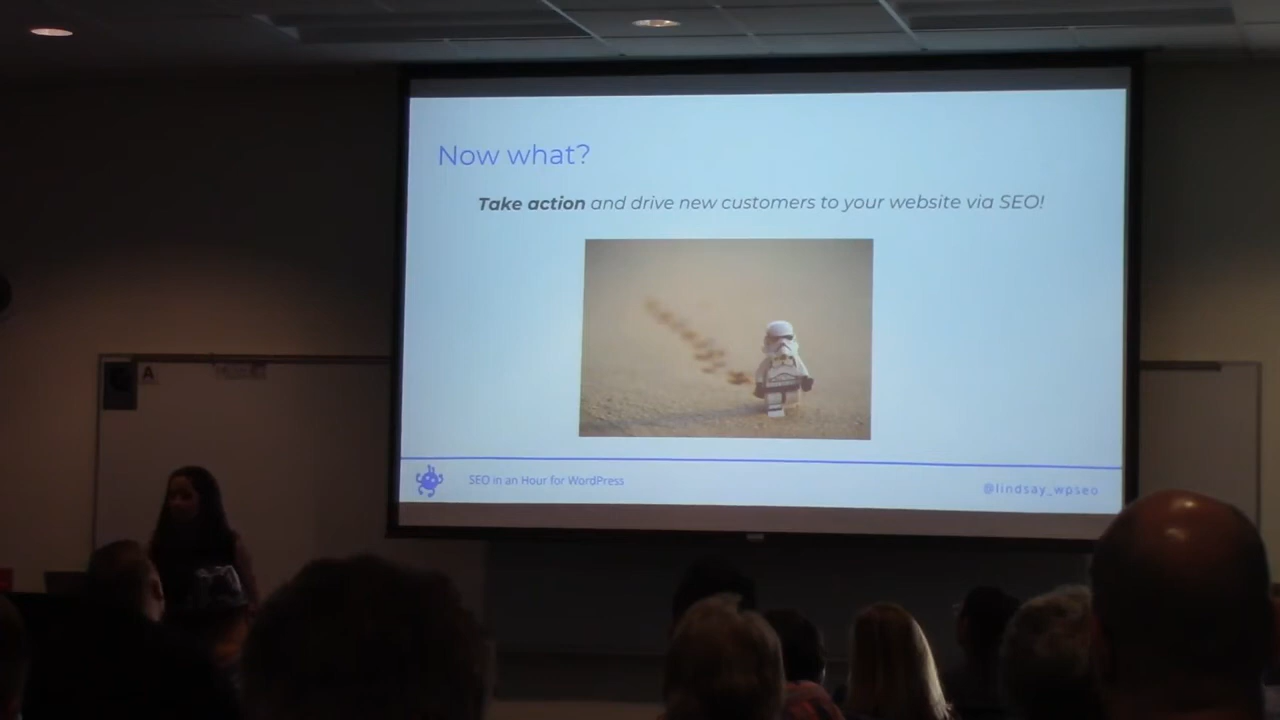 Now what?
Take action and drive new customers to your website via SEO!
SEO in an Hour for WordPress
@lindsay_wpseo
A